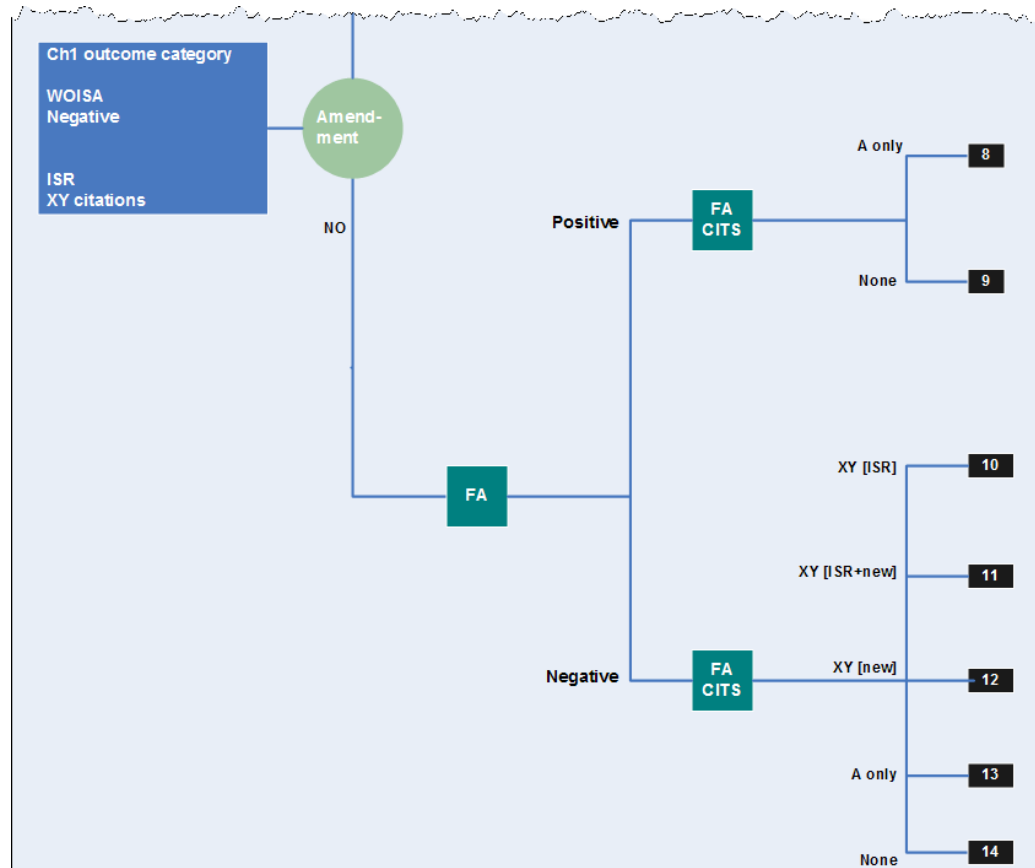 Ch1 outcome category
WOISA
Negative
ISR
XY citations
Amend-
ment
NO
FA
Positive
FA
CITS
A only
8
None
9
Negative
FA
CITS
XY [ISR]
10
XY [ISR+new]
11
XY [new]
12
A only
13
None
14